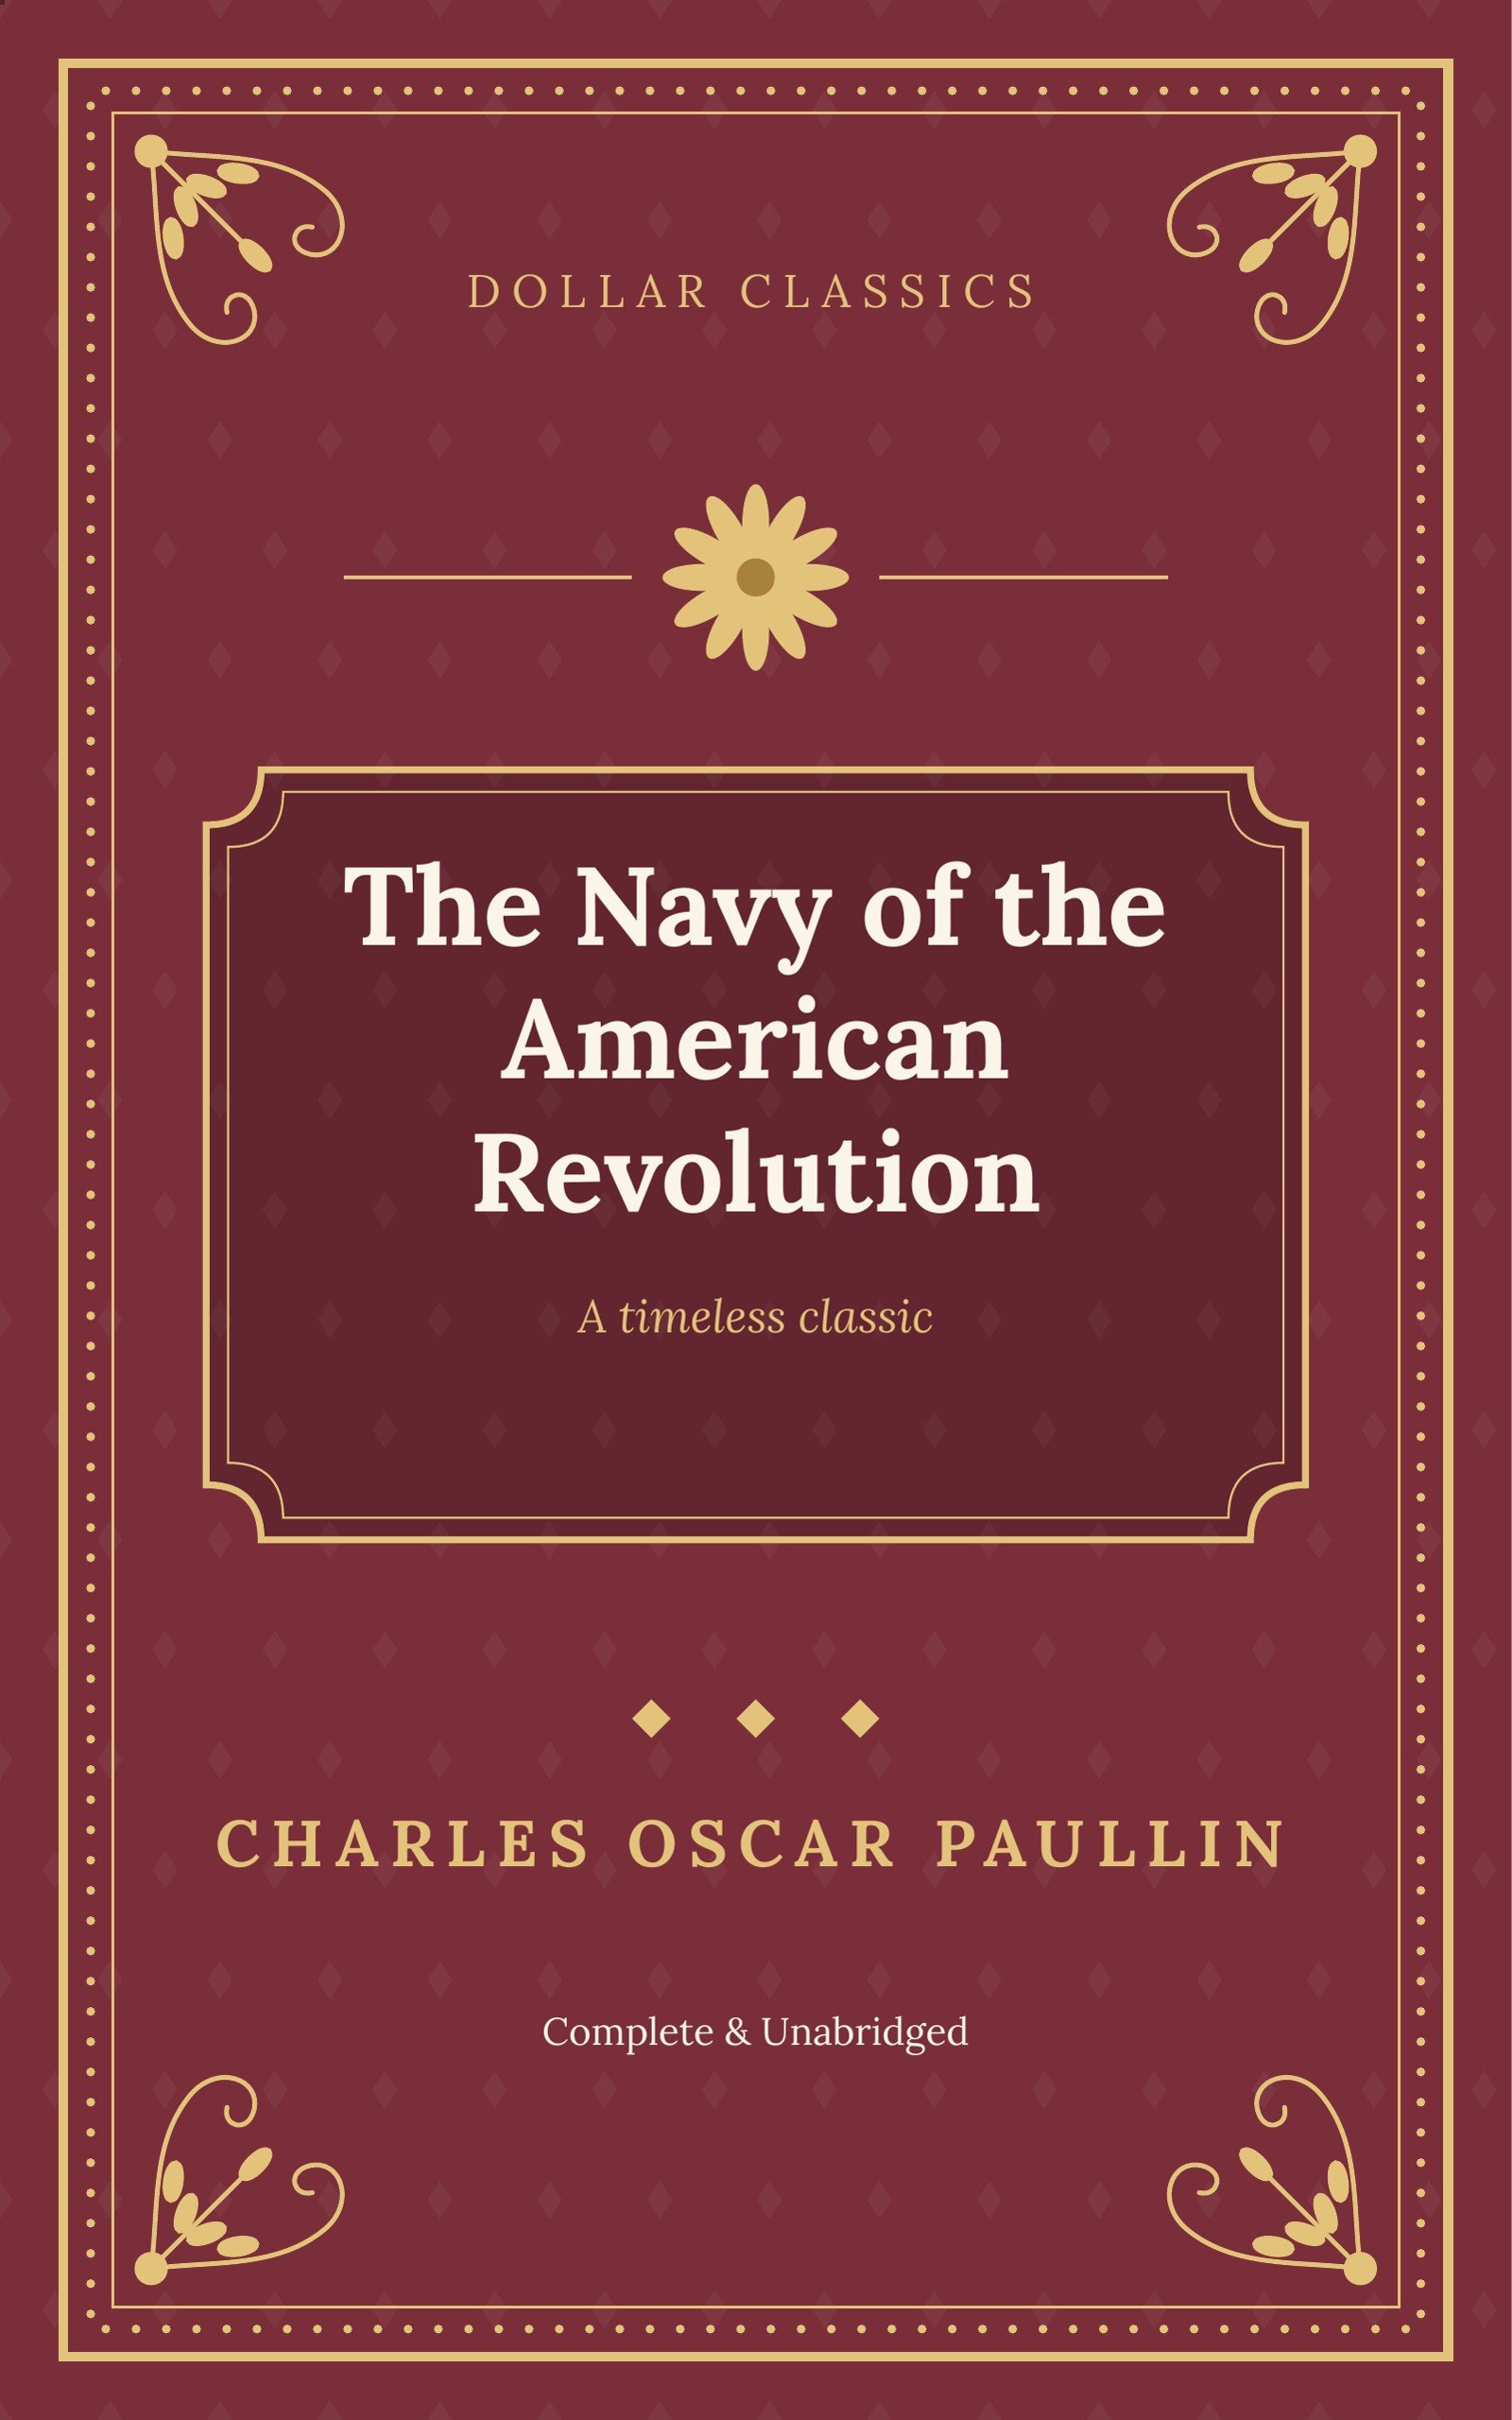 DOLLAR CLASSICS
The Navy of the
American
Revolution
A timeless classic
CHARLES OSCAR PAULLIN
Complete & Unabridged